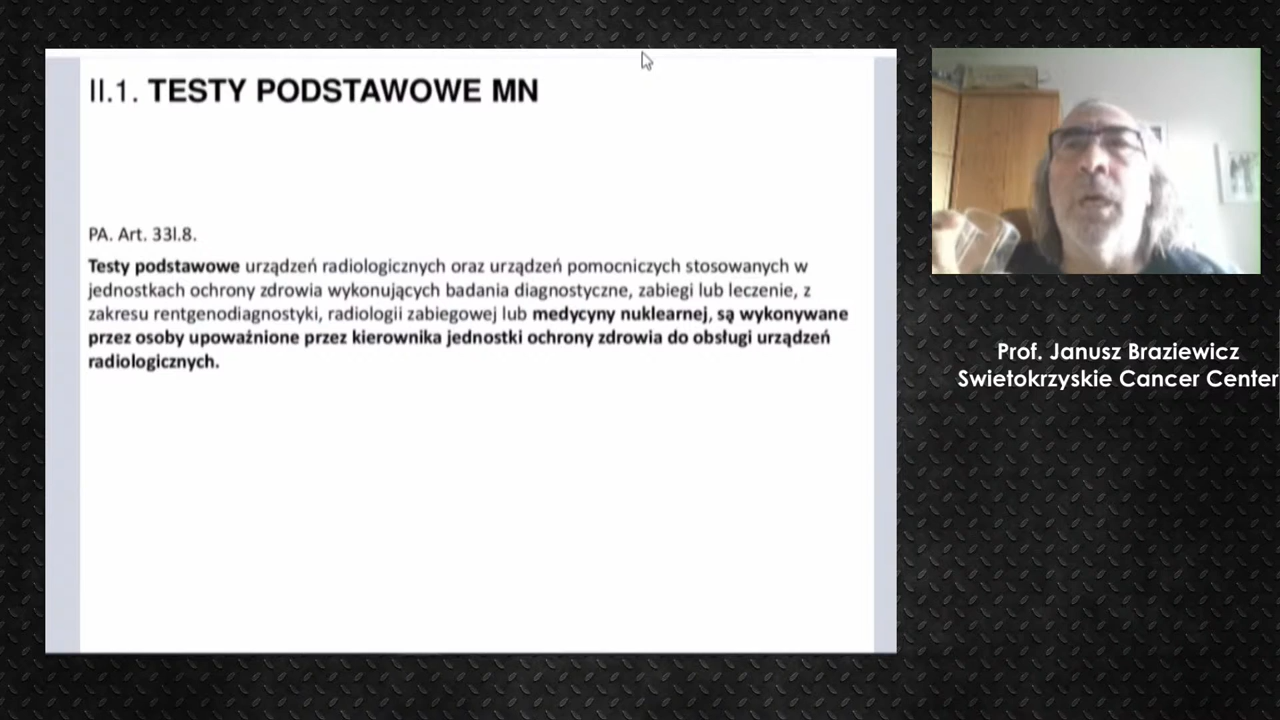 II.1. TESTY PODSTAWOWE MN
PA. Art. 33l.8.
Testy podstawowe urządzeń radiologicznych oraz urządzeń pomocniczych stosowanych w
jednostkach ochrony zdrowia wykonujących badania diagnostyczne, zabiegi lub leczenie, z
zakresu rentgenodiagnostyki, radiologii zabiegowej lub medycyny nuklearnej, są wykonywane
przez osoby upoważnione przez kierownika jednostki ochrony zdrowia do obsługi urządzeń
radiologicznych.
Prof. Janusz Braziewicz
Swietokrzyskie Cancer Center